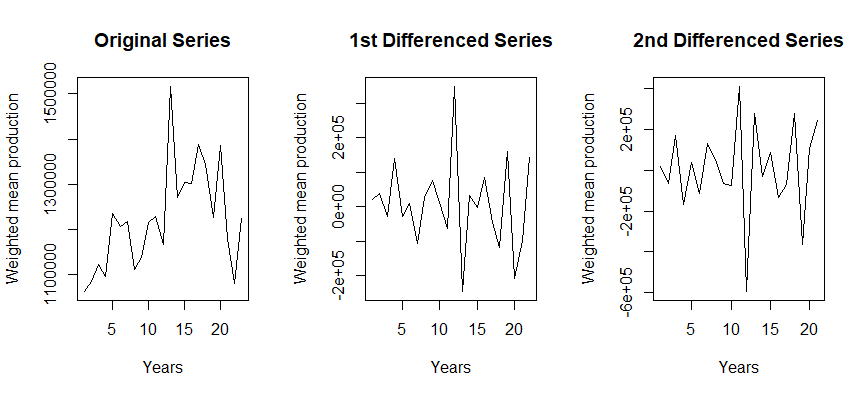 Original Series
Weighted mean production
1100000 1300000 1500000
5 10 15 20
Years
1st Differenced Series
Weighted mean production
-2e+05 0e+00 2e+05
5 10 15 20
Years
2nd Differenced Series
Weighted mean production
-6e+05 -2e+05 2e+05
5 10 15 20
Years